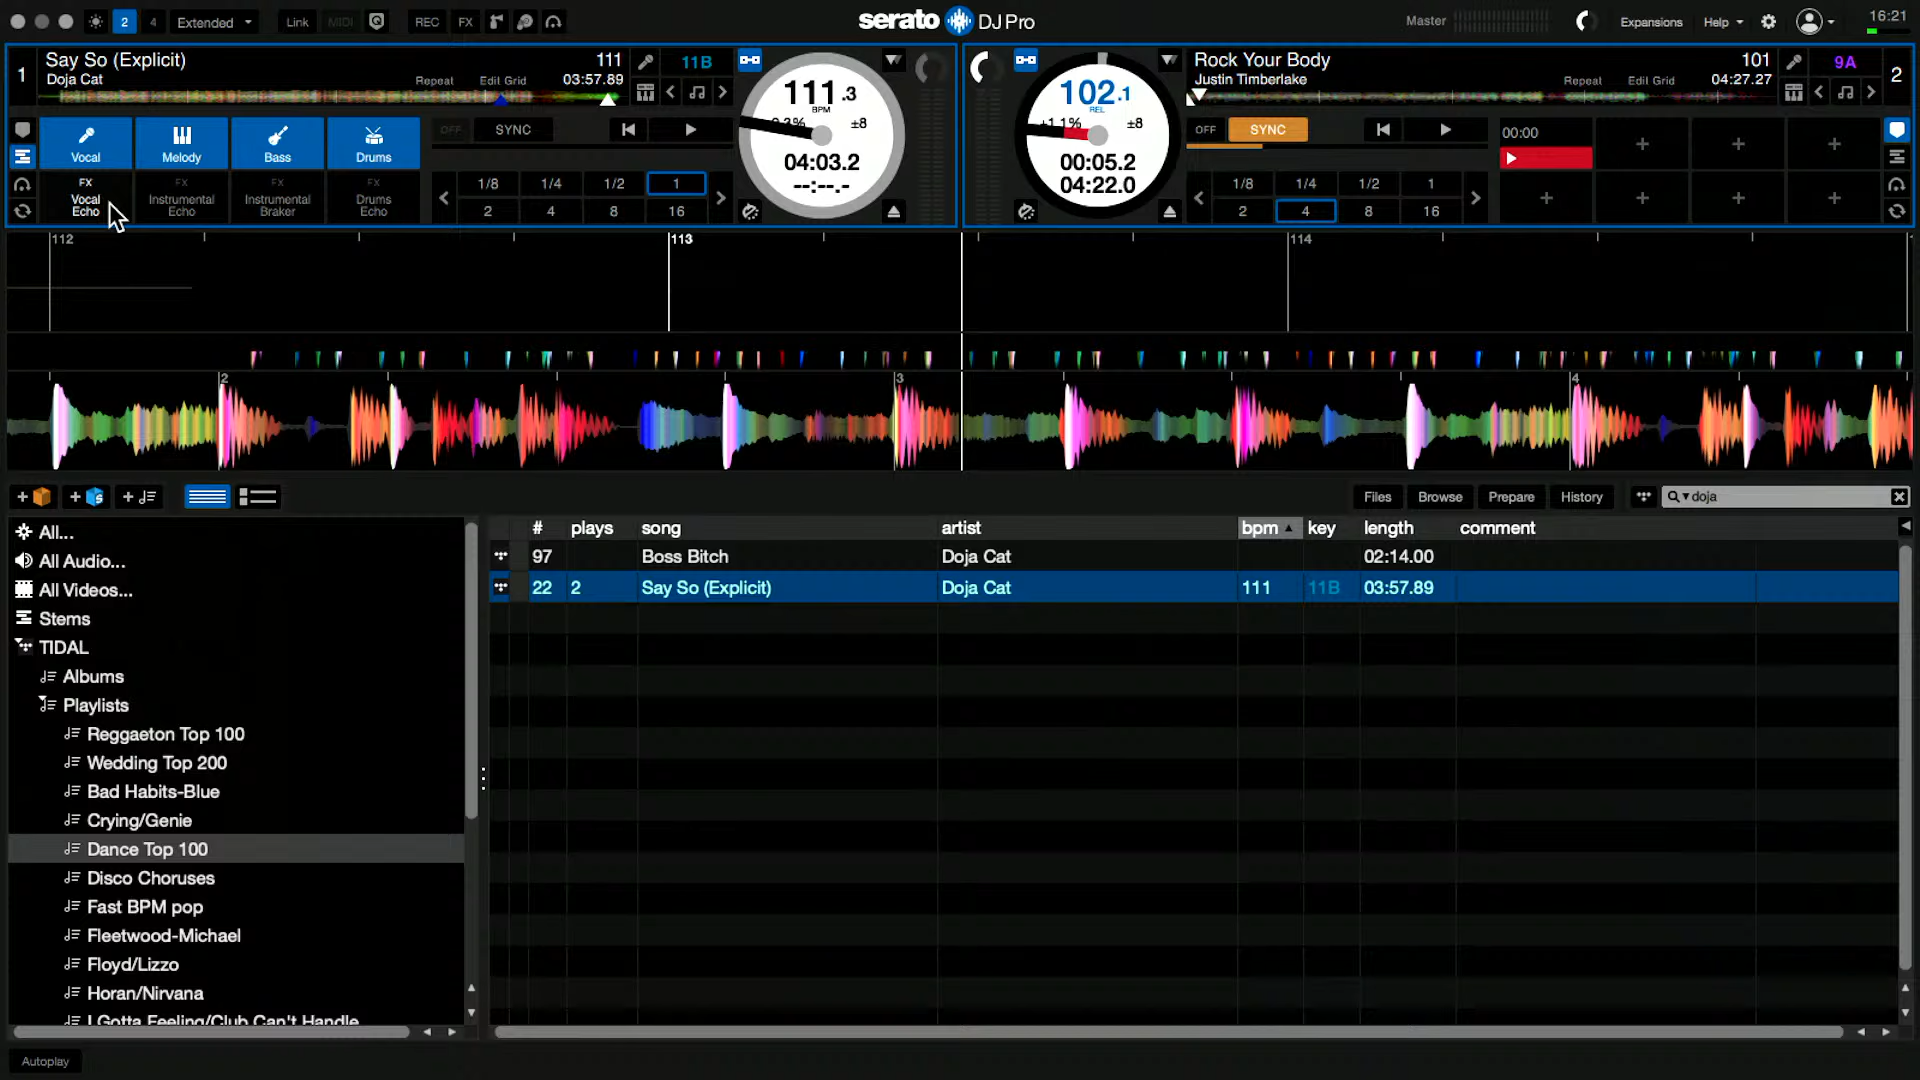 2 4 Extended Link MIDI REC FX serato DJ Pro Master Expansions Help 16:21
1 Say So (Explicit) 111 11B
Doja Cat Repeat Edit Grid 03:57.89
111.3
BPM
±8
04:03.2
--:--.-
102.1
REL
+1.1% ±8
00:05.2
04:22.0
Rock Your Body 101 9A 2
Justin Timberlake Repeat Edit Grid 04:27.27
Vocal Melody Bass Drums OFF SYNC
FX FX FX FX
Vocal Echo Instrumental Echo Instrumental Braker Drums Echo
1/8 1/4 1/2 1
2 4 8 16
OFF SYNC 00:00
1/8 1/4 1/2 1
2 4 8 16
112 113 114
2 3 4
Files Browse Prepare History doja
All...
All Audio...
All Videos...
Stems
TIDAL
Albums
Playlists
Reggaeton Top 100
Wedding Top 200
Bad Habits-Blue
Crying/Genie
Dance Top 100
Disco Choruses
Fast BPM pop
Fleetwood-Michael
Floyd/Lizzo
Horan/Nirvana
I Gotta Feeling/Club Can't Handle
# plays song artist bpm key length comment
97 Boss Bitch Doja Cat 02:14.00
22 2 Say So (Explicit) Doja Cat 111 11B 03:57.89
Autoplay